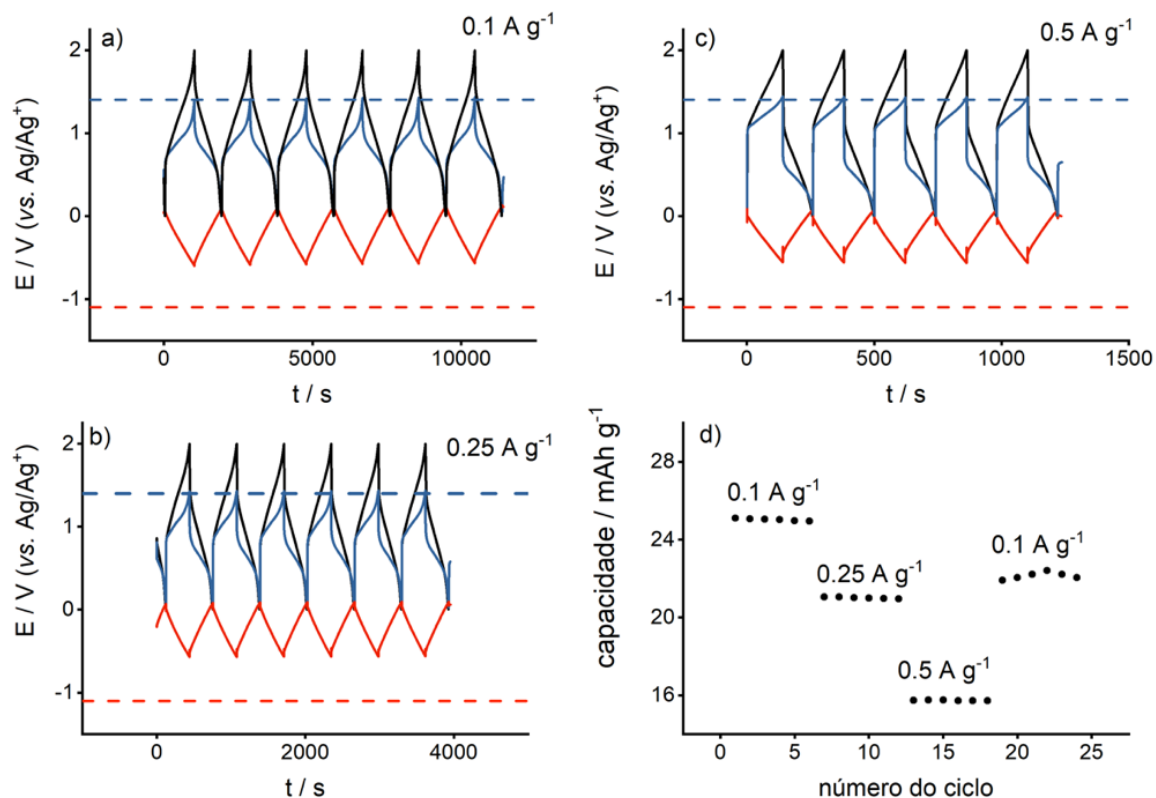 a)
0.1 A g⁻¹
2
1
0
-1
E / V (vs. Ag/Ag⁺)
0 5000 10000
t / s
c)
0.5 A g⁻¹
2
1
0
-1
E / V (vs. Ag/Ag⁺)
0 500 1000 1500
t / s
b)
0.25 A g⁻¹
2
1
0
-1
E / V (vs. Ag/Ag⁺)
0 2000 4000
t / s
d)
28
24
20
16
capacidade / mAh g⁻¹
0.1 A g⁻¹
0.25 A g⁻¹
0.5 A g⁻¹
0.1 A g⁻¹
0 5 10 15 20 25
número do ciclo